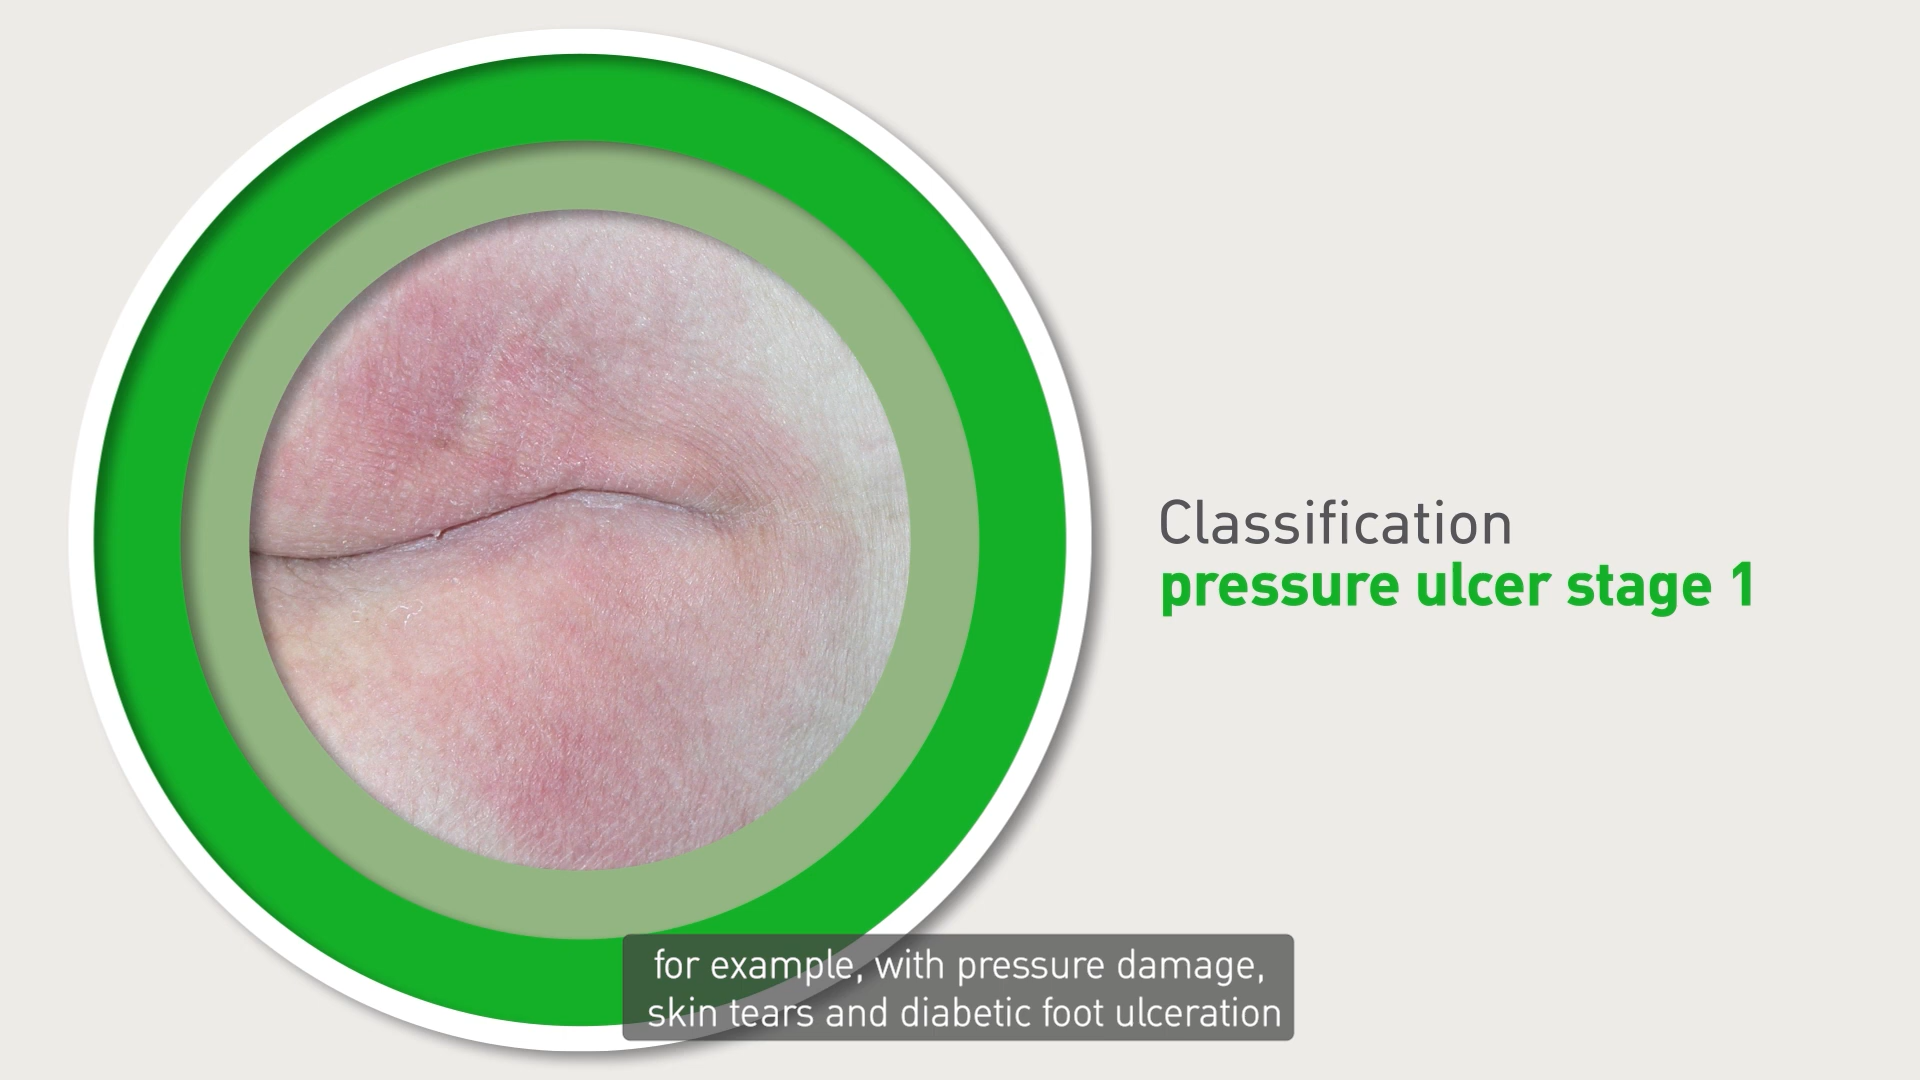 Classification
pressure ulcer stage 1
for example, with pressure damage,
skin tears and diabetic foot ulceration